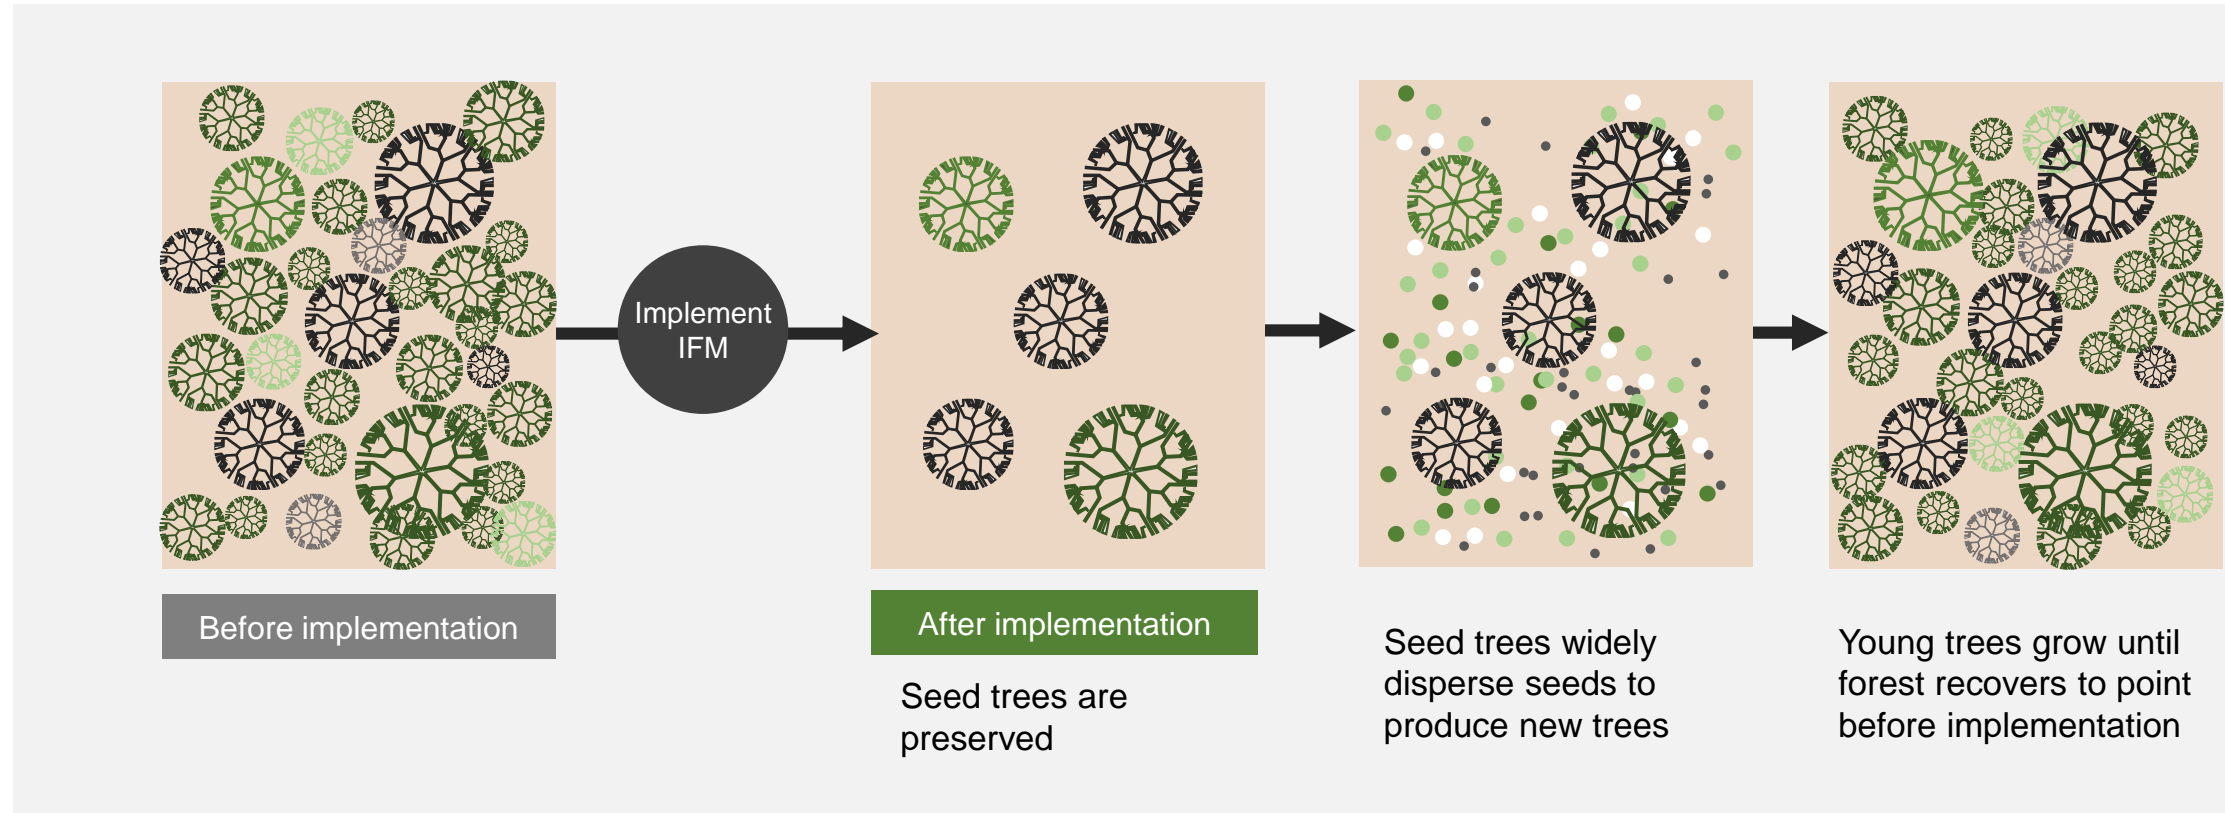 Implement
IFM
Before implementation
After implementation
Seed trees are
preserved
Seed trees widely
disperse seeds to
produce new trees
Young trees grow until
forest recovers to point
before implementation